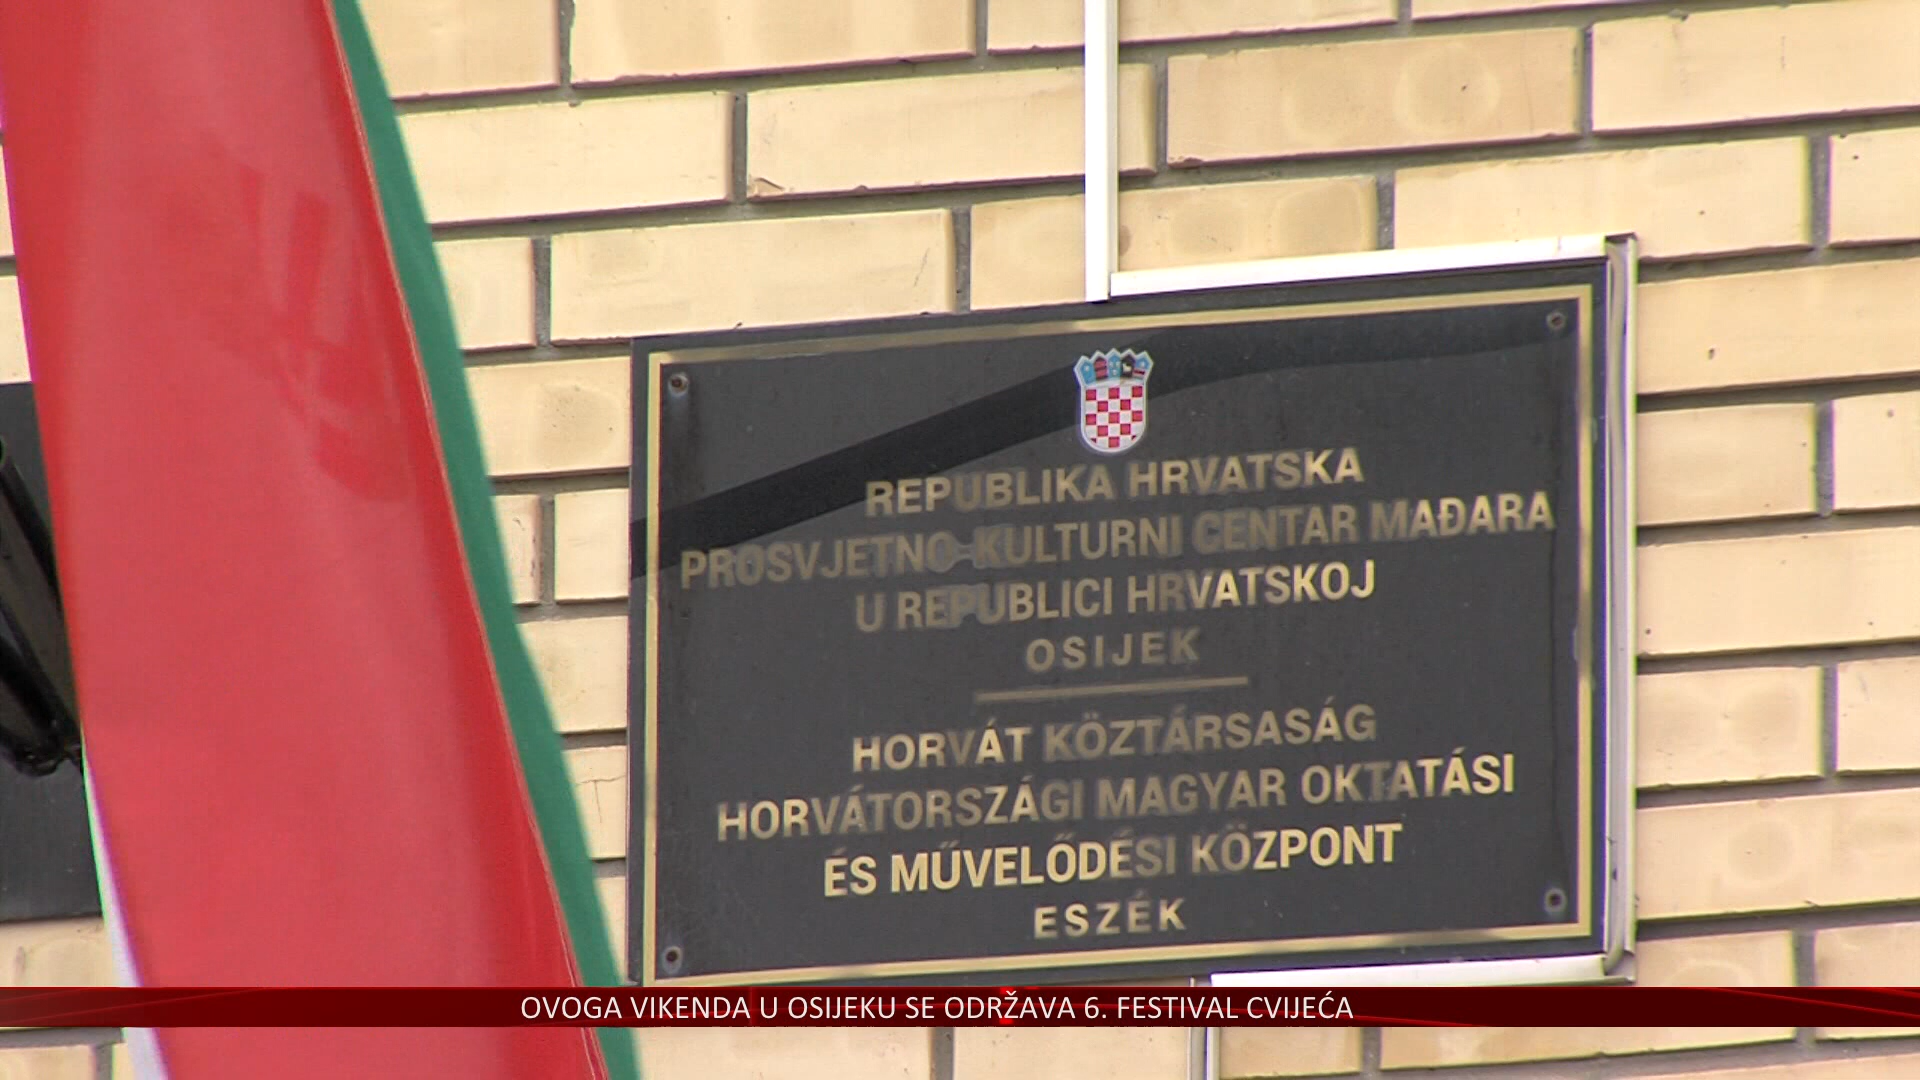 REPUBLIKA HRVATSKA
PROSVJETNO-KULTURNI CENTAR MAĐARA
U REPUBLICI HRVATSKOJ
OSIJEK
HORVÁT KÖZTÁRSASÁG
HORVÁTORSZÁGI MAGYAR OKTATÁSI
ÉS MŰVELŐDÉSI KÖZPONT
ESZÉK
OVOGA VIKENDA U OSIJEKU SE ODRŽAVA 6. FESTIVAL CVIJEĆA